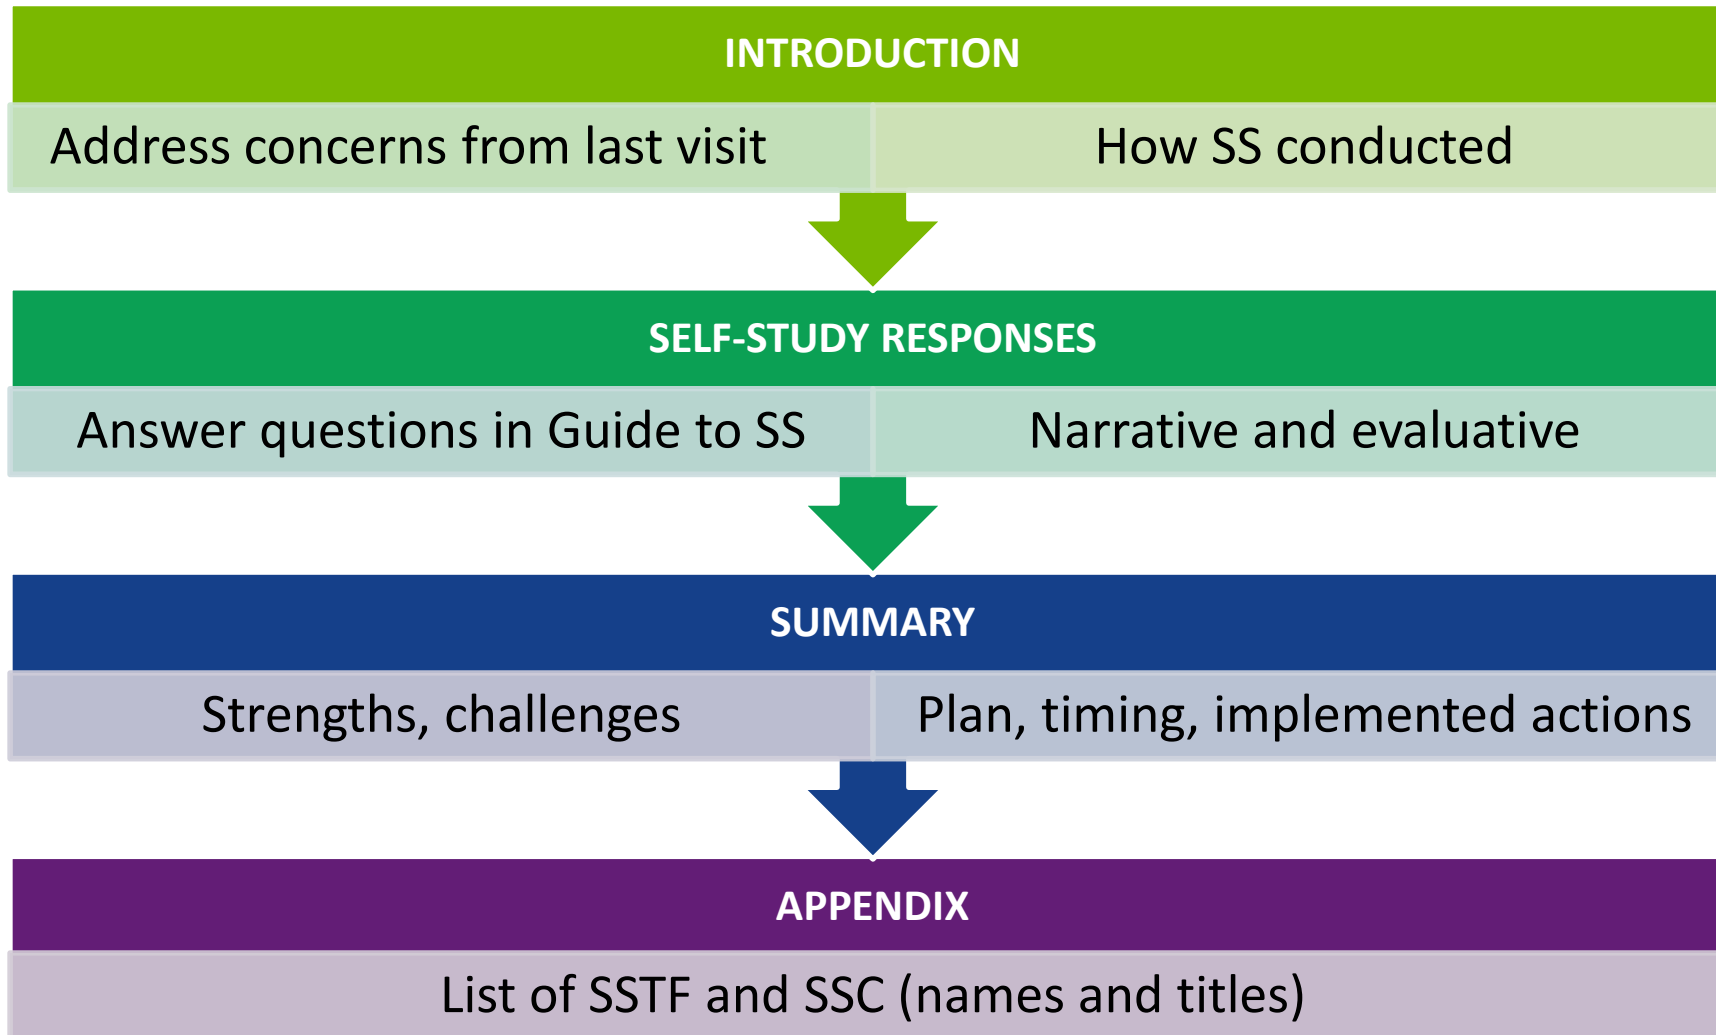 INTRODUCTION
Address concerns from last visit
How SS conducted
SELF-STUDY RESPONSES
Answer questions in Guide to SS
Narrative and evaluative
SUMMARY
Strengths, challenges
Plan, timing, implemented actions
APPENDIX
List of SSTF and SSC (names and titles)